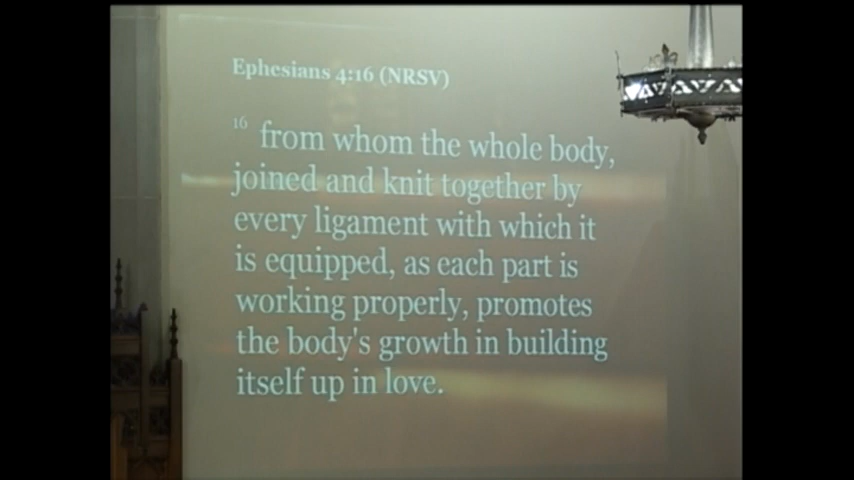 Ephesians 4:16 (NRSV)
16 from whom the whole body,
joined and knit together by
every ligament with which it
is equipped, as each part is
working properly, promotes
the body's growth in building
itself up in love.